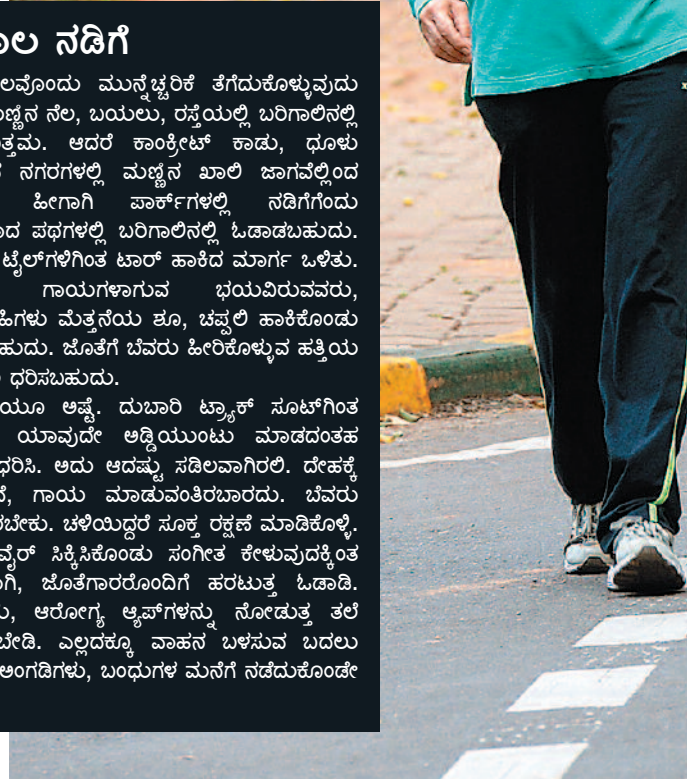 ನಡಿಗೆ
ಮುನ್ನೆಚ್ಚರಿಕೆ ತೆಗೆದುಕೊಳ್ಳುವುದು
ನೆಲ, ಬಯಲು, ರಸ್ತೆಯಲ್ಲಿ ಬರಿಗಾಲಿನಲ್ಲಿ
ಆದರೆ ಕಾಂಕ್ರೀಟ್ ಕಾಡು, ಧೂಳು
ನಗರಗಳಲ್ಲಿ ಮಣ್ಣಿನ ಖಾಲಿ ಜಾಗವೆಲ್ಲಿಂದ
ಹೀಗಾಗಿ ಪಾರ್ಕ್‌ಗಳಲ್ಲಿ ನಡಿಗೆಗೆಂದು
ಪಥಗಳಲ್ಲಿ ಬರಿಗಾಲಿನಲ್ಲಿ ಓಡಾಡಬಹುದು.
ಟೈಲ್‌ಗಳಿಗಿಂತ ಟಾರ್ ಹಾಕಿದ ಮಾರ್ಗ ಒಳಿತು.
ಗಾಯಗಳಾಗುವ ಭಯವಿರುವವರು,
ಮೆತ್ತನೆಯ ಶೂ, ಚಪ್ಪಲಿ ಹಾಕಿಕೊಂಡು
ಜೊತೆಗೆ ಬೆವರು ಹೀರಿಕೊಳ್ಳುವ ಹತ್ತಿಯ
ಧರಿಸಬಹುದು.
ಅಷ್ಟೆ. ದುಬಾರಿ ಟ್ರ್ಯಾಕ್ ಸೂಟ್‌ಗಿಂತ
ಯಾವುದೇ ಅಡ್ಡಿಯುಂಟು ಮಾಡದಂತಹ
ಧರಿಸಿ. ಅದು ಆದಷ್ಟು ಸಡಿಲವಾಗಿರಲಿ. ದೇಹಕ್ಕೆ
ಗಾಯ ಮಾಡುವಂತಿರಬಾರದು. ಬೆವರು
ಚಳಿಯಿದ್ದರೆ ಸೂಕ್ತ ರಕ್ಷಣೆ ಮಾಡಿಕೊಳ್ಳಿ.
ವೈರ್ ಸಿಕ್ಕಿಸಿಕೊಂಡು ಸಂಗೀತ ಕೇಳುವುದಕ್ಕಿಂತ
ಜೊತೆಗಾರರೊಂದಿಗೆ ಹರಟುತ್ತ ಓಡಾಡಿ.
ಆರೋಗ್ಯ ಆ್ಯಪ್‌ಗಳನ್ನು ನೋಡುತ್ತ ತಲೆ
ಎಲ್ಲದಕ್ಕೂ ವಾಹನ ಬಳಸುವ ಬದಲು
ಅಂಗಡಿಗಳು, ಬಂಧುಗಳ ಮನೆಗೆ ನಡೆದುಕೊಂಡೇ